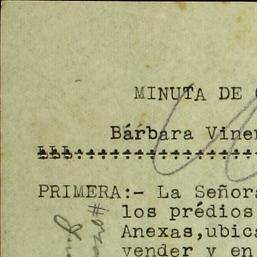 MINUTA DE
Bárbara Viner
PRIMERA:- La Señora
los prédios
Anexas,ubica
vender y en